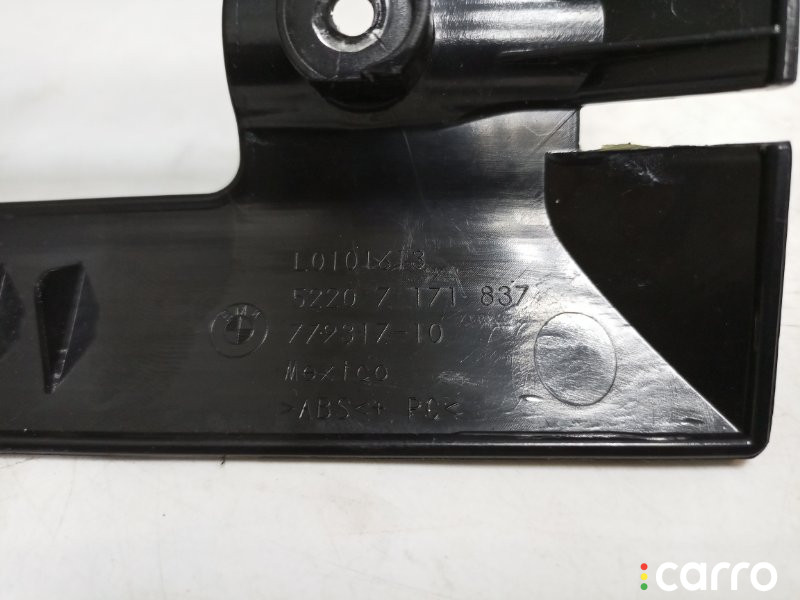 L0101613
5220 7 171 837
779317-10
Mexico
>ABS<+ PC<
carro